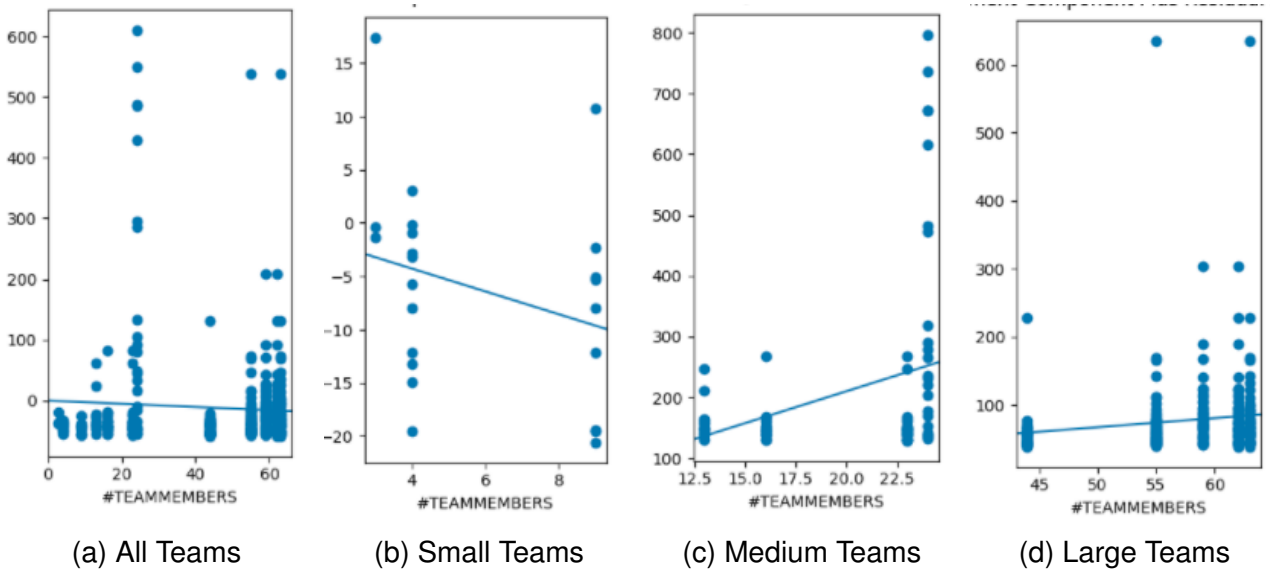 600
500
400
300
200
100
0
0 20 40 60
#TEAMMEMBERS
(a) All Teams
15
10
5
0
−5
−10
−15
−20
4 6 8
#TEAMMEMBERS
(b) Small Teams
800
700
600
500
400
300
200
100
12.5 15.0 17.5 20.0 22.5
#TEAMMEMBERS
(c) Medium Teams
600
500
400
300
200
100
45 50 55 60
#TEAMMEMBERS
(d) Large Teams